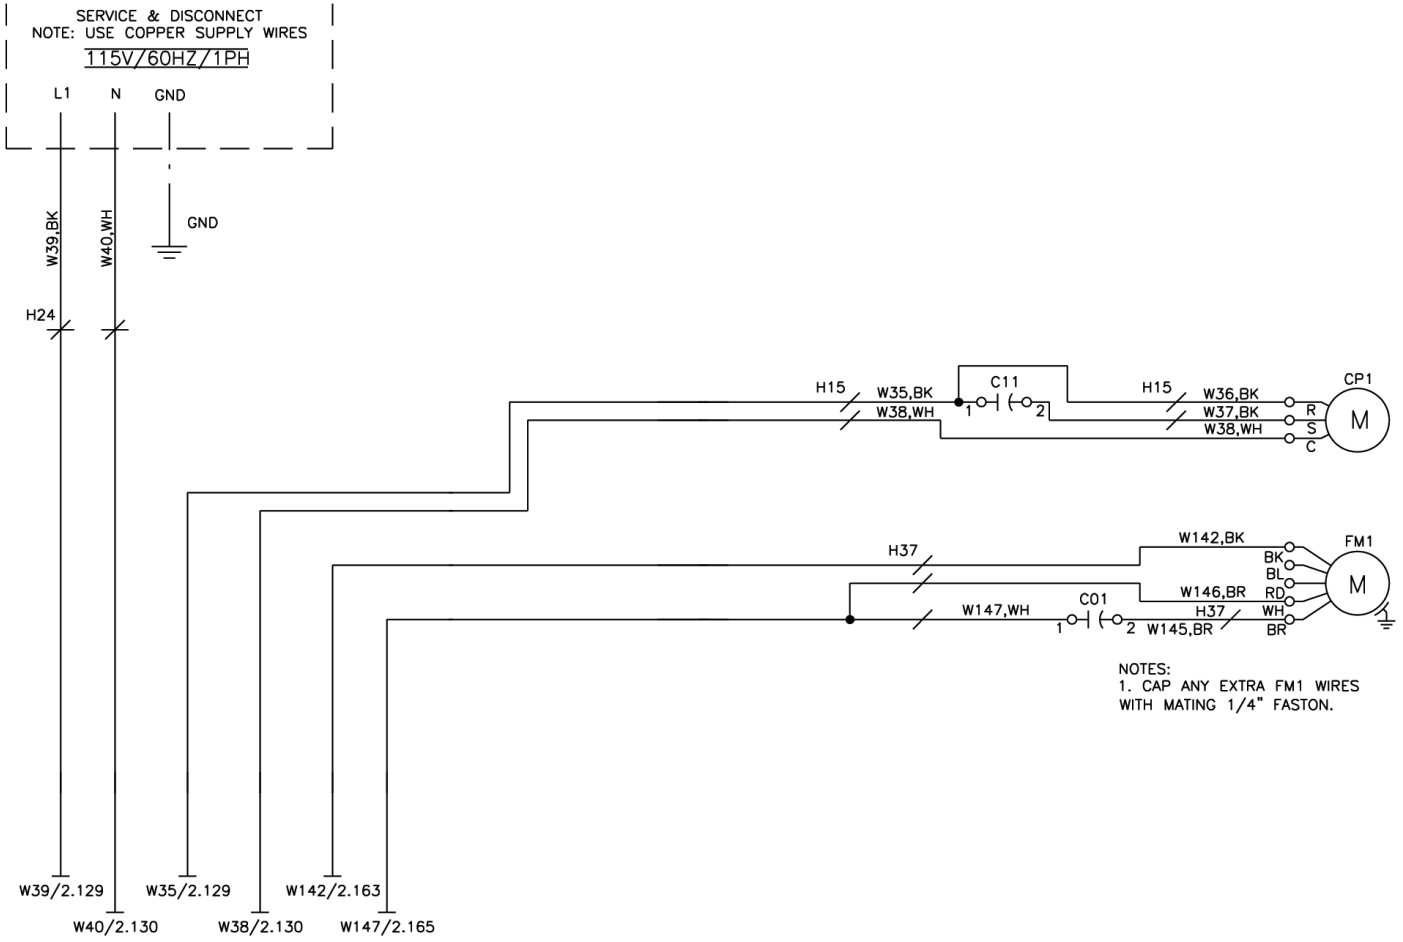 SERVICE & DISCONNECT
NOTE: USE COPPER SUPPLY WIRES
115V/60HZ/1PH
L1
N
GND
W39,BK
W40,WH
GND
H24
H15
W35,BK
W38,WH
C11
1
2
H15
W36,BK
W37,BK
W38,WH
R
S
C
CP1
M
H37
W142,BK
W146,BR
W147,WH
C01
1
2
W145,BR
H37
BK
BL
RD
WH
BR
FM1
M
NOTES:
1. CAP ANY EXTRA FM1 WIRES
WITH MATING 1/4" FASTON.
W39/2.129
W35/2.129
W142/2.163
W40/2.130
W38/2.130
W147/2.165